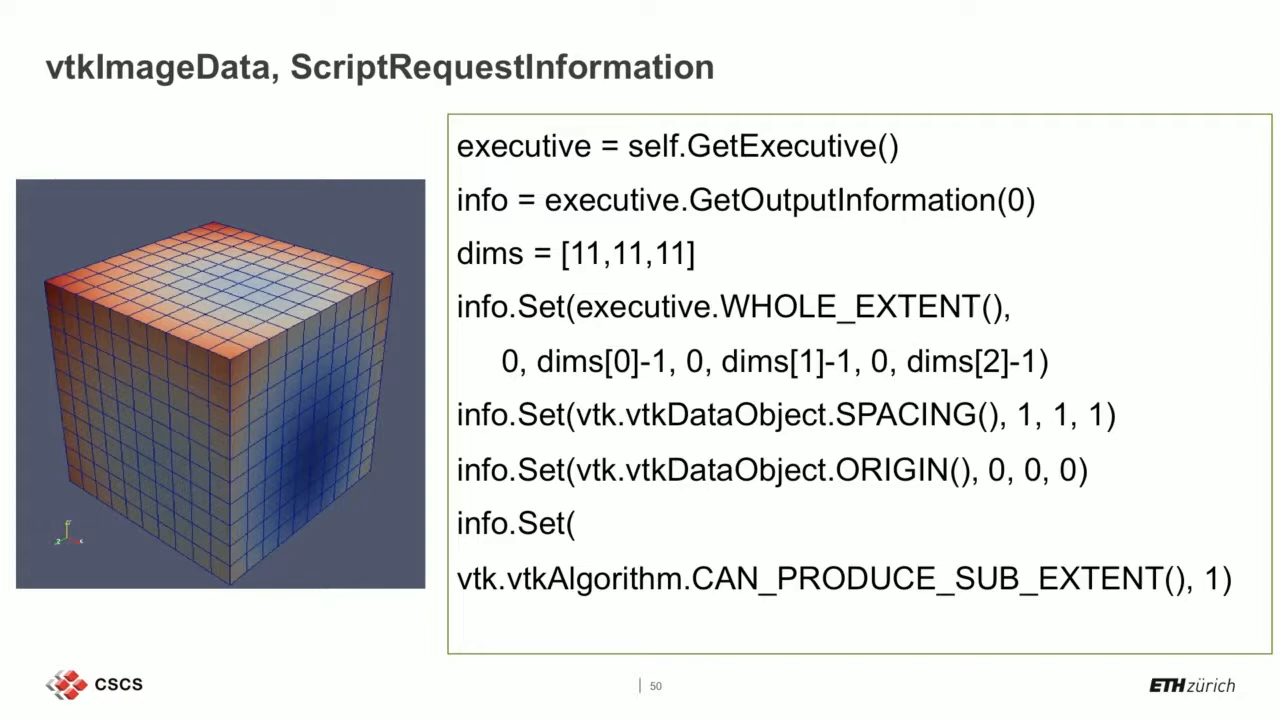 vtkImageData, ScriptRequestInformation
executive = self.GetExecutive()
info = executive.GetOutputInformation(0)
dims = [11,11,11]
info.Set(executive.WHOLE_EXTENT(),
0, dims[0]-1, 0, dims[1]-1, 0, dims[2]-1)
info.Set(vtk.vtkDataObject.SPACING(), 1, 1, 1)
info.Set(vtk.vtkDataObject.ORIGIN(), 0, 0, 0)
info.Set(
vtk.vtkAlgorithm.CAN_PRODUCE_SUB_EXTENT(), 1)
CSCS
| 50
ETH zürich